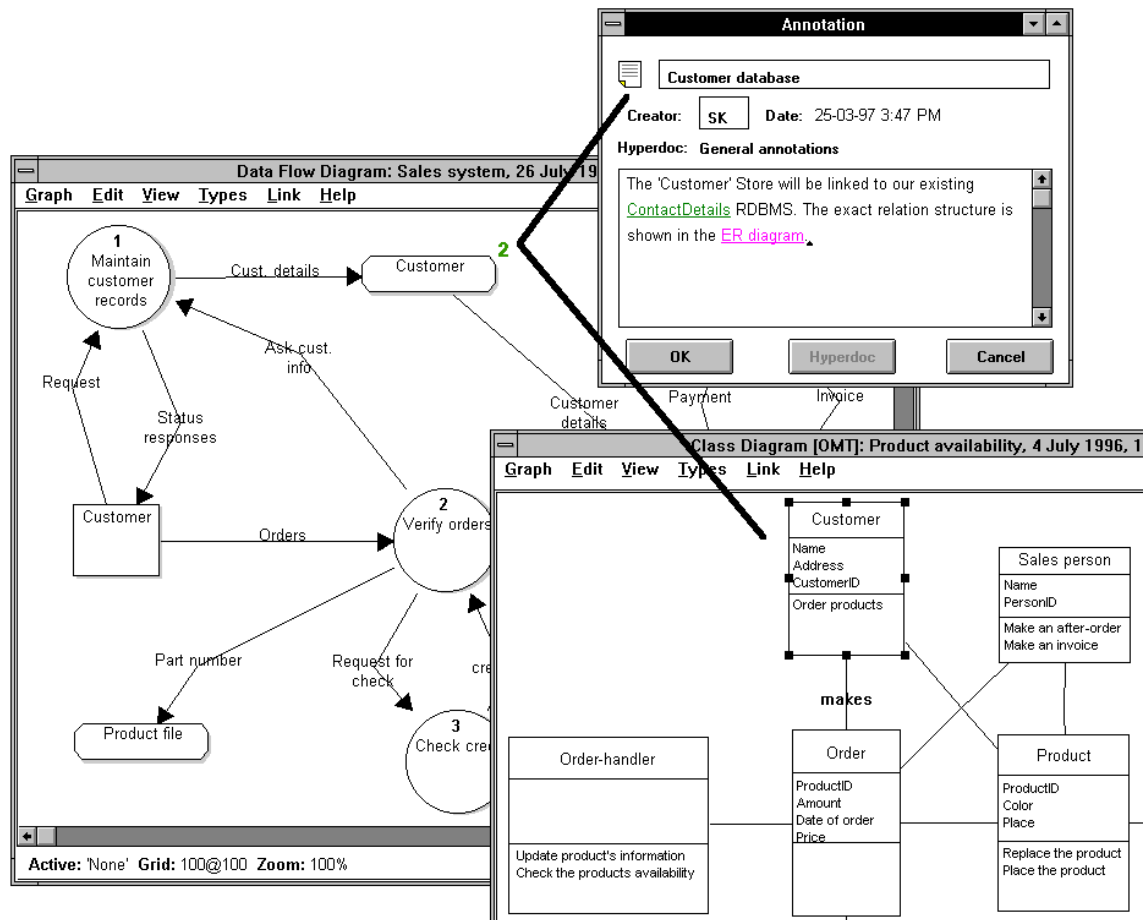 Annotation
Customer database
Creator: SK Date: 25-03-97 3:47 PM
Hyperdoc: General annotations
The 'Customer' Store will be linked to our existing
ContactDetails RDBMS. The exact relation structure is
shown in the ER diagram.
OK Hyperdoc Cancel
Data Flow Diagram: Sales system, 26 July 19
Graph Edit View Types Link Help
1
Maintain
customer
records
Cust. details
Customer
2
Ask cust.
info
Request
Status
responses
Customer
details
Payment
Invoice
Customer
Orders
2
Verify orders
Part number
Request for
check
Product file
3
Active: 'None' Grid: 100@100 Zoom: 100%
Class Diagram [OMT]: Product availability, 4 July 1996, 1
Graph Edit View Types Link Help
Customer
Name
Address
CustomerID
Order products
Sales person
Name
PersonID
Make an after-order
Make an invoice
makes
Order-handler
Update product's information
Check the products availability
Order
ProductID
Amount
Date of order
Price
Product
ProductID
Color
Place
Replace the product
Place the product